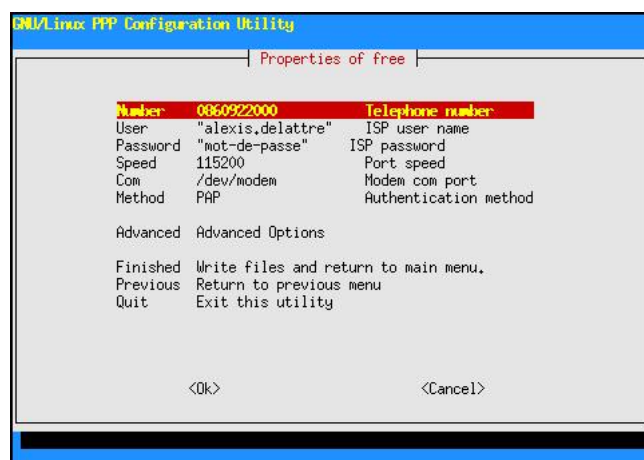 GNU/Linux PPP Configuration Utility
Properties of free
Number 0860922000 Telephone number
User "alexis.delattre" ISP user name
Password "mot-de-passe" ISP password
Speed 115200 Port speed
Com /dev/modem Modem com port
Method PAP Authentication method
Advanced Advanced Options
Finished Write files and return to main menu.
Previous Return to previous menu
Quit Exit this utility
<Ok> <Cancel>